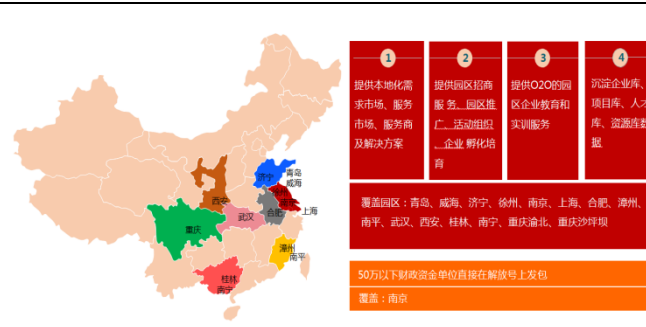 济宁
青岛
威海
徐州
南京
西安
合肥
上海
武汉
重庆
漳州
南平
桂林
南宁
1
提供本地化需
求市场、服务
市场、服务商
及解决方案
2
提供园区招商
服 务、园区推
广、活动组织
、企业 孵化培
育
3
提供O2O的园
区企业教育和
实训服务
4
沉淀企业库、
项目库、人才
库、资源库数
据
覆盖园区：青岛、威海、济宁、徐州、南京、上海、合肥、漳州、
南平、武汉、西安、桂林、南宁、重庆渝北、重庆沙坪坝
50万以下财政资金单位直接在解放号上发包
覆盖：南京